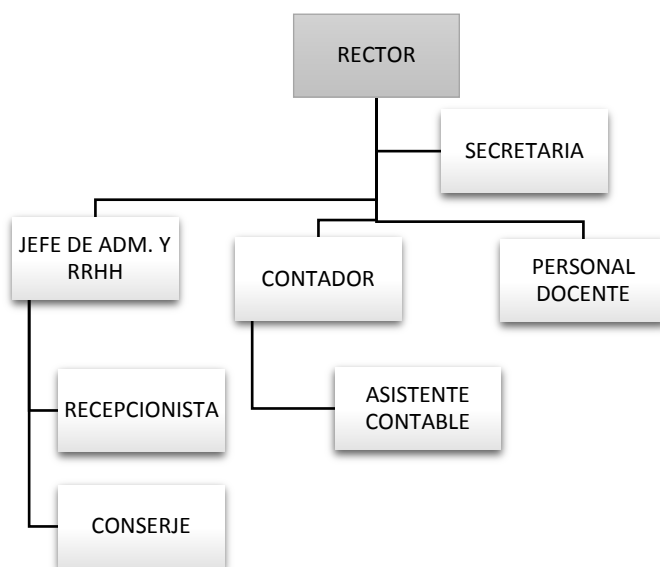 RECTOR
SECRETARIA
JEFE DE ADM. Y
RRHH
CONTADOR
PERSONAL
DOCENTE
RECEPCIONISTA
ASISTENTE
CONTABLE
CONSERJE